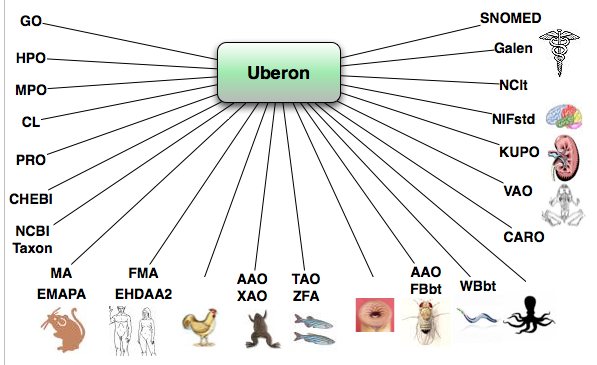 GO
SNOMED
Galen
HPO
Uberon
MPO
NCIt
CL
NIFstd
KUPO
PRO
VAO
CHEBI
NCBI
Taxon
CARO
MA
EMAPA
FMA
EHDAA2
AAO
XAO
TAO
ZFA
AAO
FBbt
WBbt